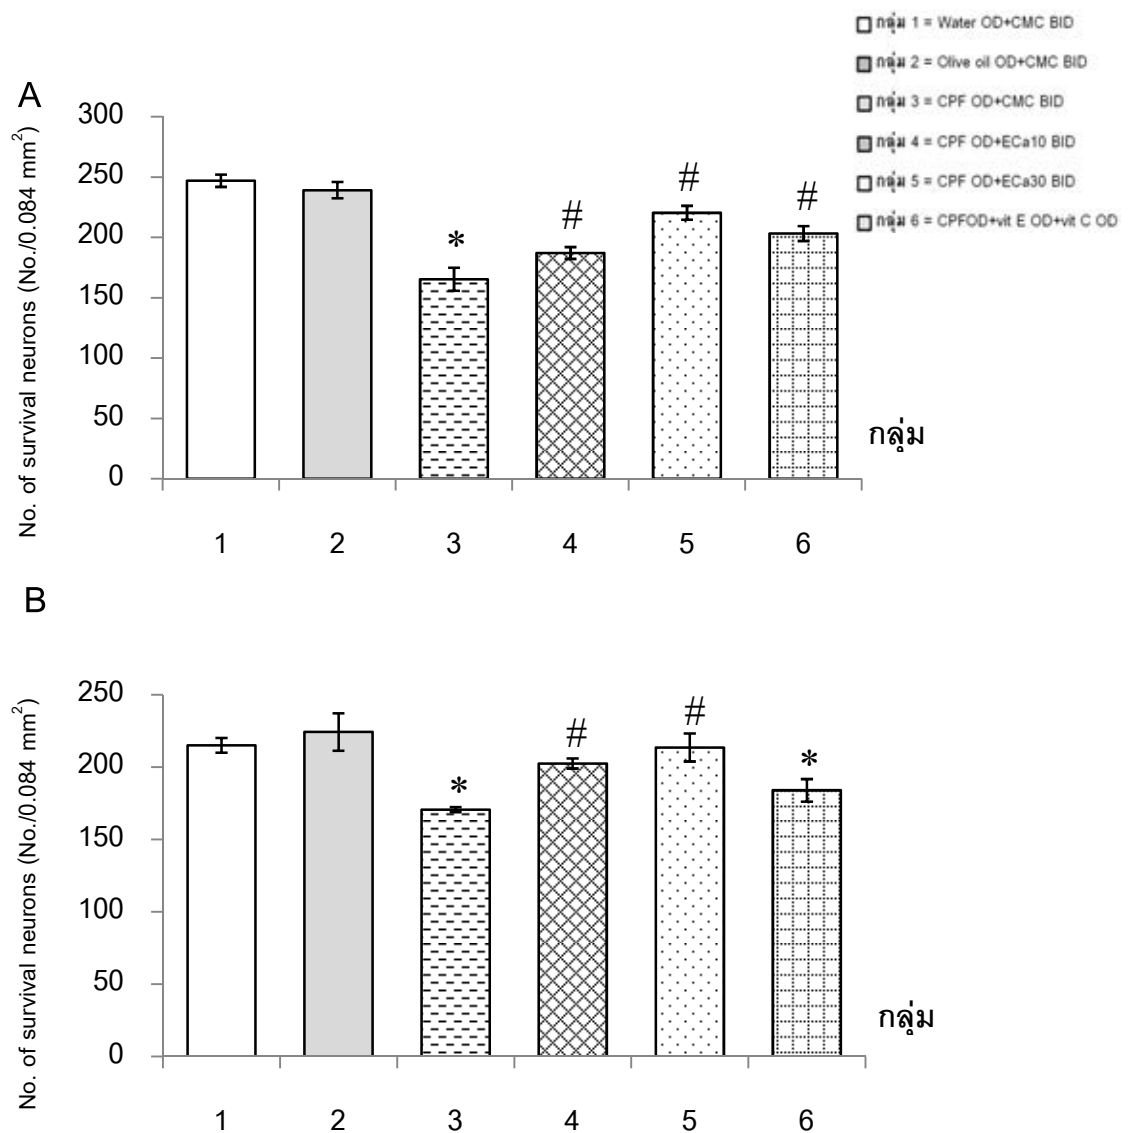 กลุ่ม 1 = Water OD+CMC BID
กลุ่ม 2 = Olive oil OD+CMC BID
กลุ่ม 3 = CPF OD+CMC BID
กลุ่ม 4 = CPF OD+ECa10 BID
กลุ่ม 5 = CPF OD+ECa30 BID
กลุ่ม 6 = CPFOD+vit E OD+vit C OD
A
No. of survival neurons (No./0.084 mm²)
300
250
200
150
100
50
0
* # # #
กลุ่ม
1 2 3 4 5 6
B
No. of survival neurons (No./0.084 mm²)
250
200
150
100
50
0
* # # *
กลุ่ม
1 2 3 4 5 6